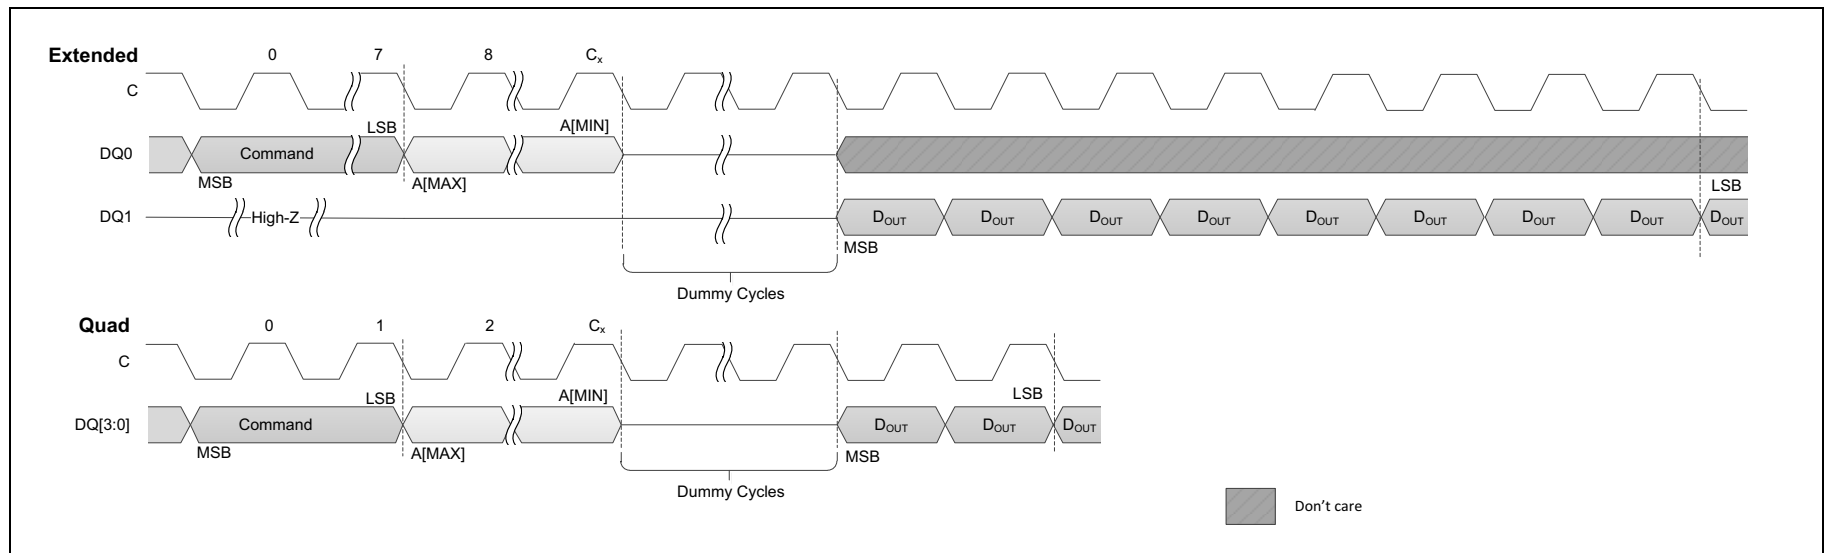 Extended 0 7 8 Cx
C
LSB A[MIN]
DQ0 Command
MSB A[MAX]
LSB
DQ1 High-Z DOUT DOUT DOUT DOUT DOUT DOUT DOUT DOUT DOUT
MSB
Dummy Cycles
Quad 0 1 2 Cx
C
LSB A[MIN] LSB
DQ[3:0] Command DOUT DOUT DOUT
MSB A[MAX] MSB
Dummy Cycles
Don't care